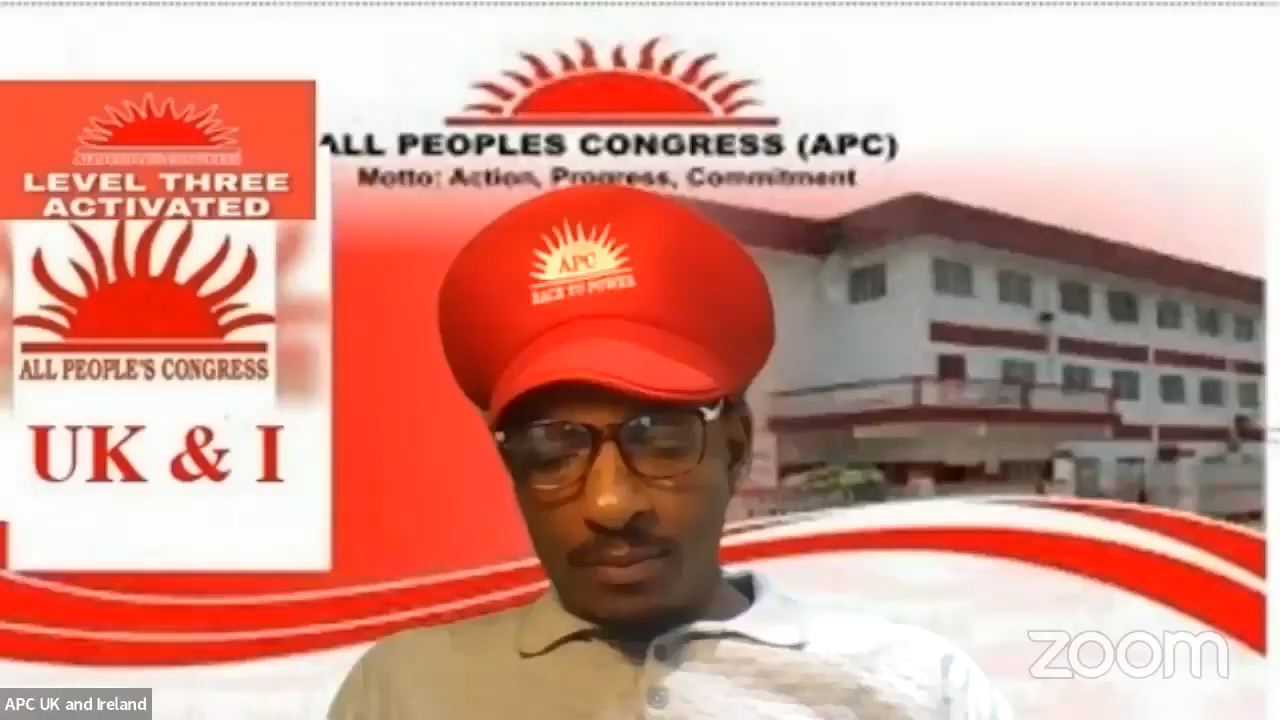 ALL PEOPLES CONGRESS (APC)
Motto: Action, Progress, Commitment
LEVEL THREE
ACTIVATED
ALL PEOPLE'S CONGRESS
UK & I
APC
BACK TO POWER
zoom
APC UK and Ireland